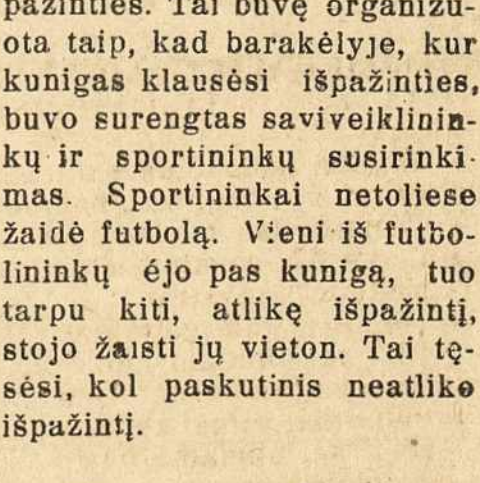 pažinties. Tai buvę organizuo-
ota taip, kad barakėlyje, kur
kunigas klausėsi išpažinties,
buvo surengtas saviveiklinin-
kų ir sportininkų susirinki-
mas. Sportininkai netoliese
žaidė futbolą. Vieni iš futbo-
lininkų ėjo pas kunigą, tuo
tarpu kiti, atlikę išpažintį,
stojo žaisti jų vieton. Tai tę-
sėsi, kol paskutinis neatliko
išpažintį.